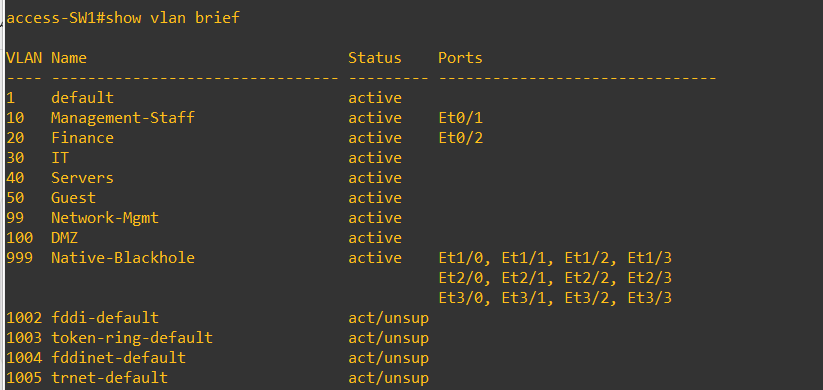 access-SW1#show vlan brief
VLAN Name                             Status    Ports
---- -------------------------------- --------- -------------------------------
1    default                          active
10   Management-Staff                 active    Et0/1
20   Finance                          active    Et0/2
30   IT                               active
40   Servers                          active
50   Guest                            active
99   Network-Mgmt                     active
100  DMZ                              active
999  Native-Blackhole                 active    Et1/0, Et1/1, Et1/2, Et1/3
                                                Et2/0, Et2/1, Et2/2, Et2/3
                                                Et3/0, Et3/1, Et3/2, Et3/3
1002 fddi-default                     act/unsup
1003 token-ring-default               act/unsup
1004 fddinet-default                  act/unsup
1005 trnet-default                    act/unsup